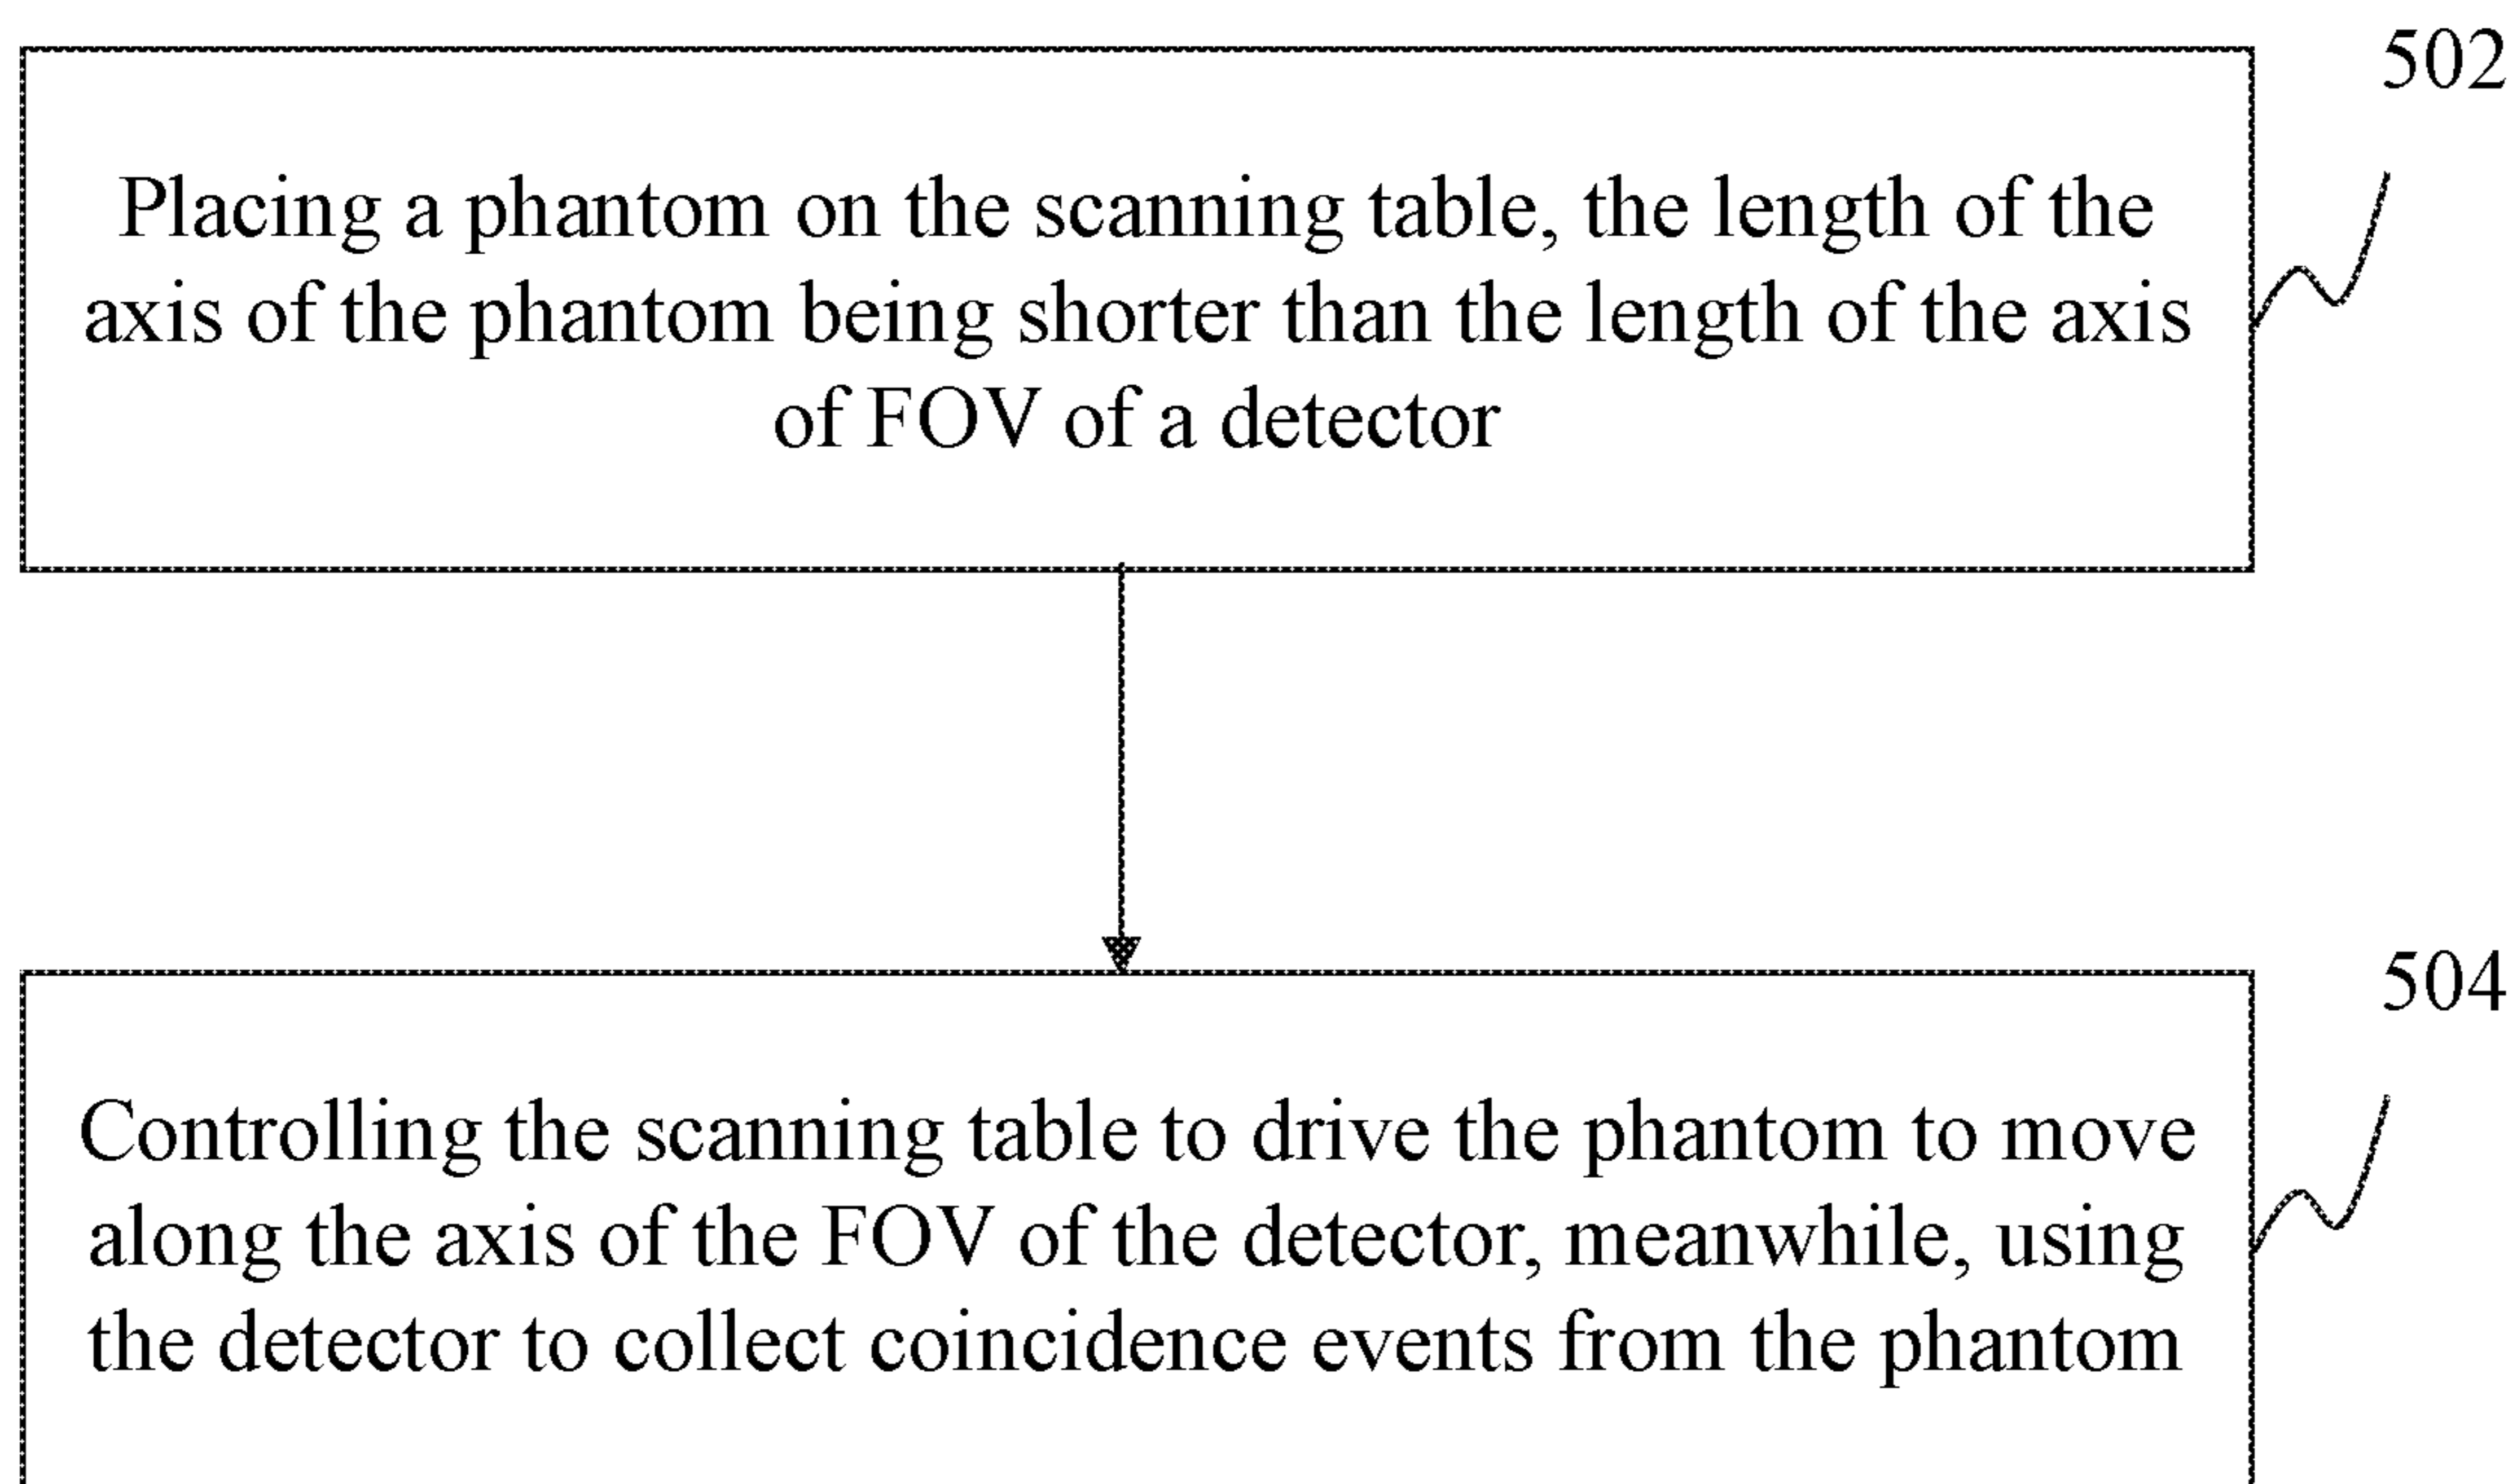 502
Placing a phantom on the scanning table, the length of the
axis of the phantom being shorter than the length of the axis
of FOV of a detector
504
Controlling the scanning table to drive the phantom to move
along the axis of the FOV of the detector, meanwhile, using
the detector to collect coincidence events from the phantom